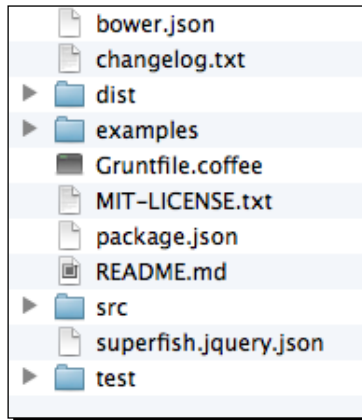 bower.json
changelog.txt
dist
examples
Gruntfile.coffee
MIT-LICENSE.txt
package.json
README.md
src
superfish.jquery.json
test